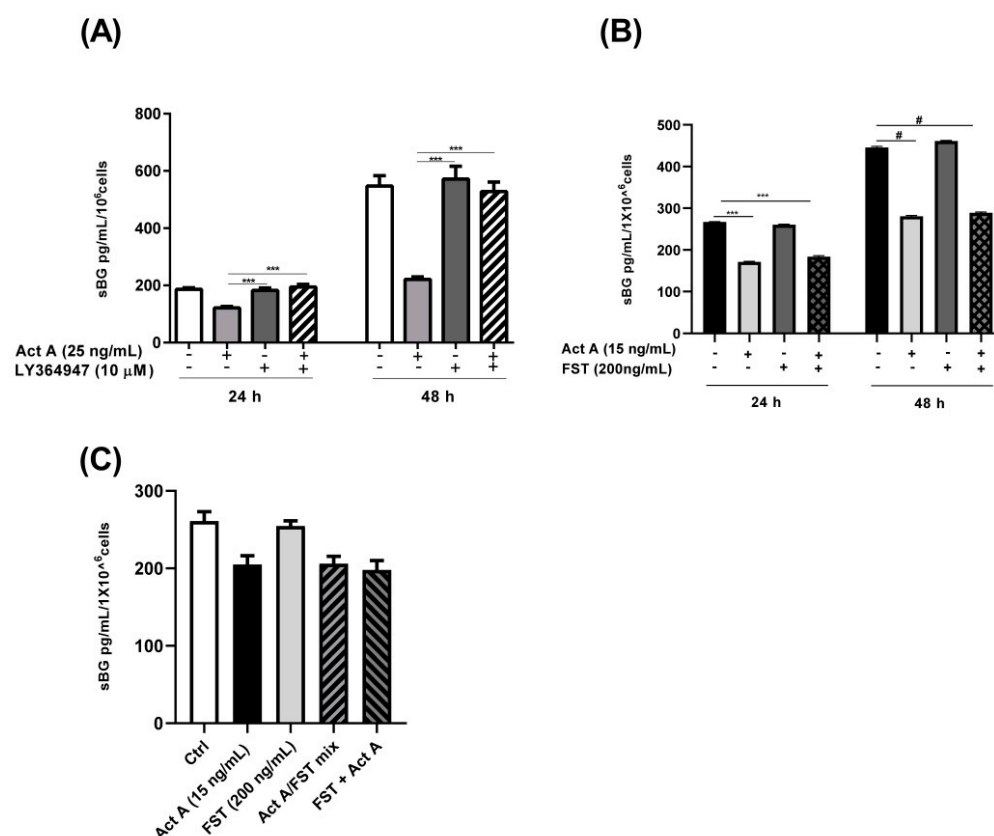 (A)
sBG pg/mL/10⁶cells
800
600
400
200
0
*** *** *** ***
Act A (25 ng/mL) - + - + - + - +
LY364947 (10 μM) - - + + - - + +
24 h 48 h
(B)
sBG pg/mL/1X10^⁶cells
500
400
300
200
100
0
*** *** # #
Act A (15 ng/mL) - + - + - + - +
FST (200ng/mL) - - + + - - + +
24 h 48 h
(C)
sBG pg/mL/1X10^⁶cells
300
200
100
0
Ctrl
Act A (15 ng/mL)
FST (200 ng/mL)
Act A/FST mix
FST + Act A